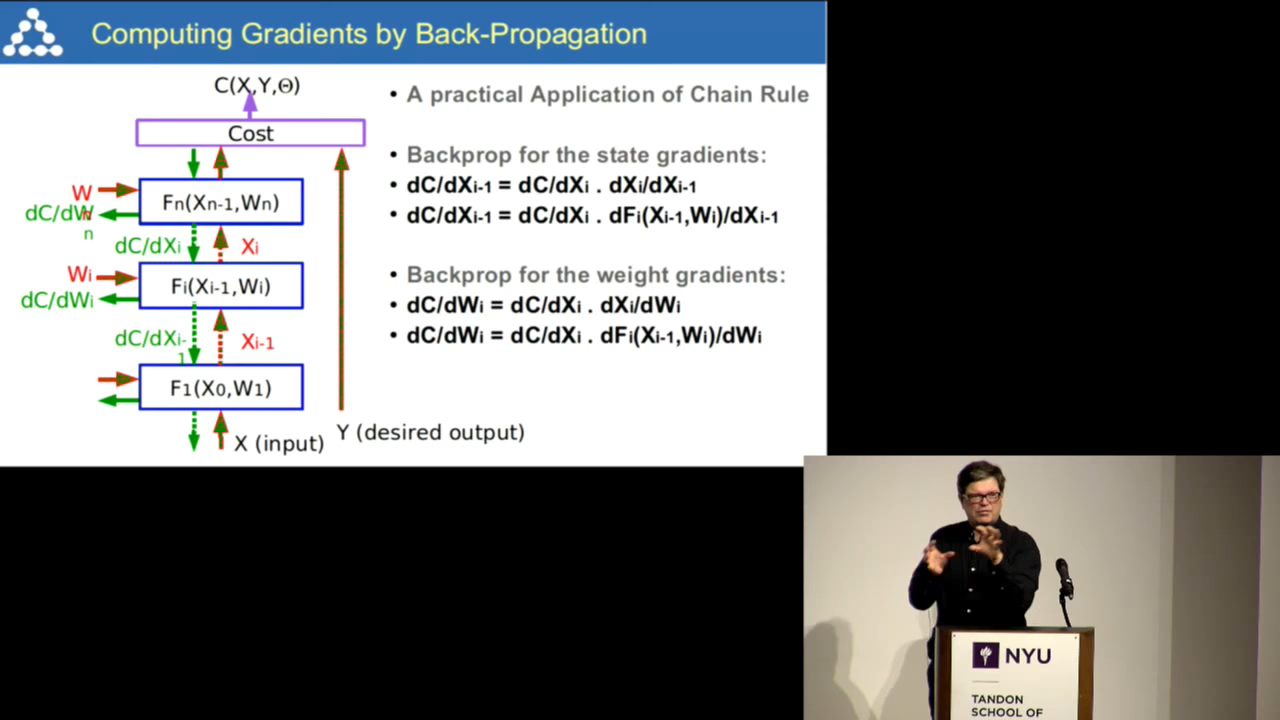 Computing Gradients by Back-Propagation
C(X,Y,Θ)
Cost
W
n
dC/dW
n
Fn(Xn-1,Wn)
dC/dXi
Xi
Wi
dC/dWi
Fi(Xi-1,Wi)
dC/dXi-
1
Xi-1
F1(X0,W1)
X (input)
Y (desired output)
• A practical Application of Chain Rule
• Backprop for the state gradients:
• dC/dXi-1 = dC/dXi . dXi/dXi-1
• dC/dXi-1 = dC/dXi . dFi(Xi-1,Wi)/dXi-1
• Backprop for the weight gradients:
• dC/dWi = dC/dXi . dXi/dWi
• dC/dWi = dC/dXi . dFi(Xi-1,Wi)/dWi
NYU
TANDON
SCHOOL OF